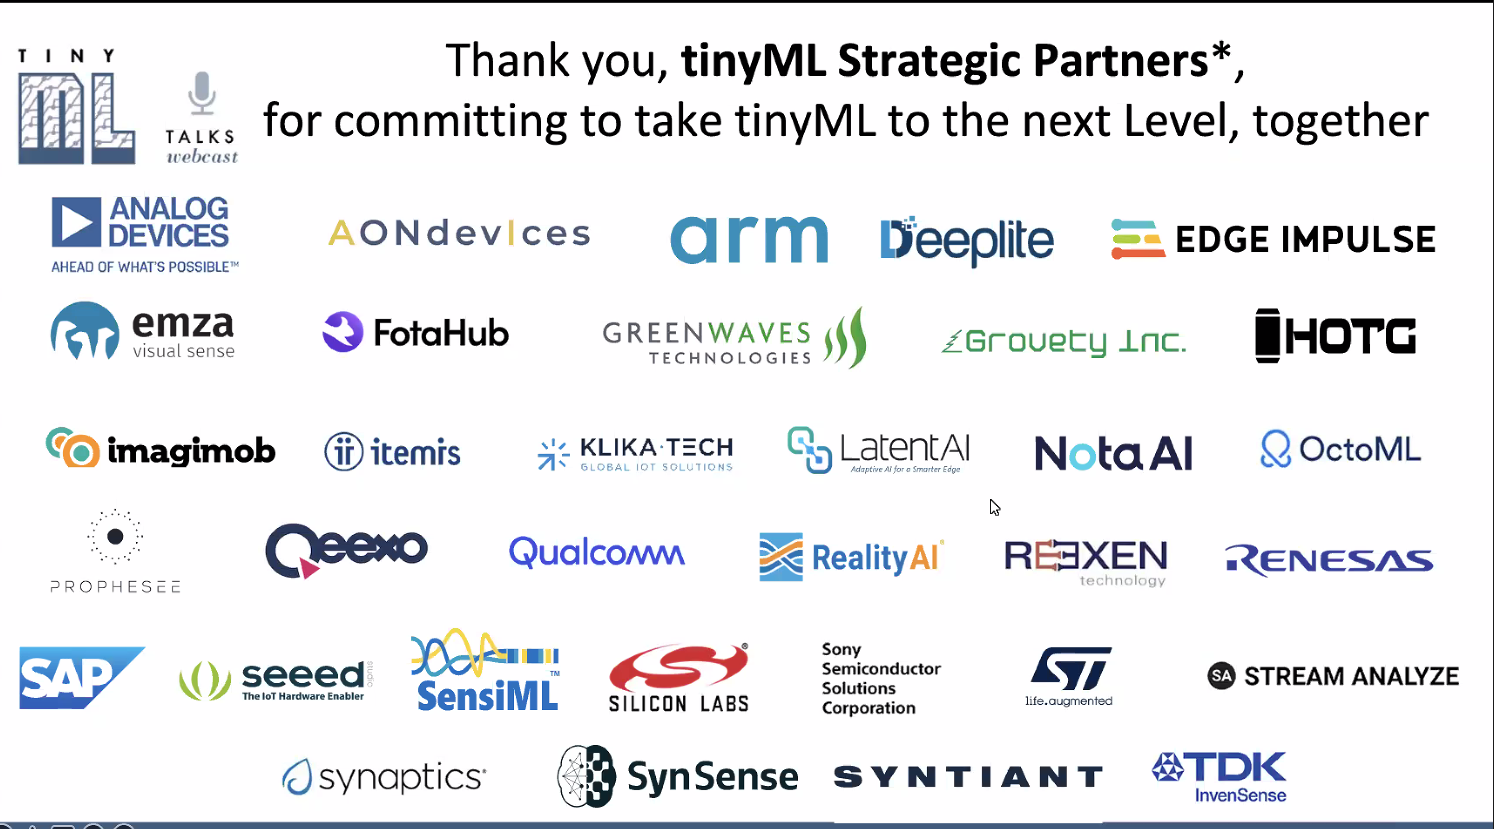 TINY
ML
TALKS
webcast
Thank you, tinyML Strategic Partners*,
for committing to take tinyML to the next Level, together
ANALOG
DEVICES
AHEAD OF WHAT'S POSSIBLE™
AONdevIces
arm
Deeplite
EDGE IMPULSE
emza
visual sense
FotaHub
GREENWAVES
TECHNOLOGIES
Grovety Inc.
HOTG
imagimob
itemis
KLIKA·TECH
GLOBAL IOT SOLUTIONS
LatentAI
Adaptive AI for a Smarter Edge
Nota AI
OctoML
PROPHESEE
Qeexo
Qualcomm
Reality AI®
REEXEN
technology
RENESAS
SAP
seeed studio
The IoT Hardware Enabler
SensiML™
SILICON LABS®
Sony
Semiconductor
Solutions
Corporation
ST
life.augmented
SA STREAM ANALYZE
synaptics®
SynSense
SYNTIANT
TDK
InvenSense